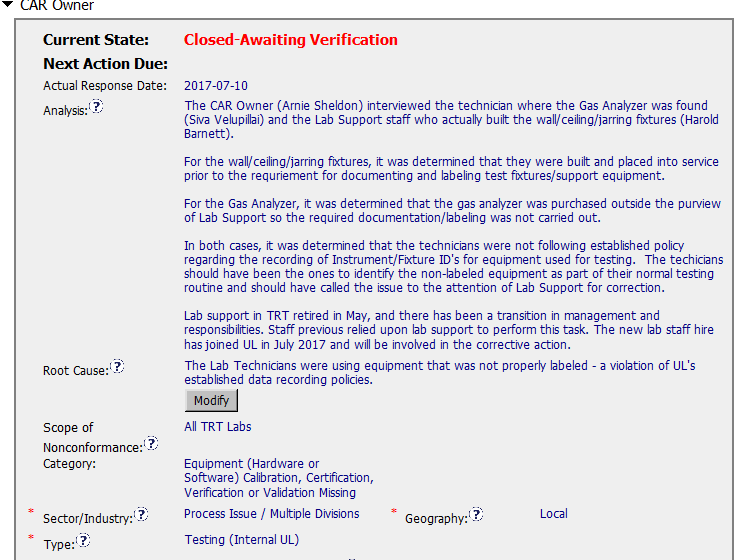 CAR Owner
Current State: Closed-Awaiting Verification
Next Action Due:
Actual Response Date: 2017-07-10
Analysis:? The CAR Owner (Arnie Sheldon) interviewed the technician where the Gas Analyzer was found
(Siva Velupillai) and the Lab Support staff who actually built the wall/ceiling/jarring fixtures (Harold
Barnett).
For the wall/ceiling/jarring fixtures, it was determined that they were built and placed into service
prior to the requriement for documenting and labeling test fixtures/support equipment.
For the Gas Analyzer, it was determined that the gas analyzer was purchased outside the purview
of Lab Support so the required documentation/labeling was not carried out.
In both cases, it was determined that the technicians were not following established policy
regarding the recording of Instrument/Fixture ID's for equipment used for testing. The techicians
should have been the ones to identify the non-labeled equipment as part of their normal testing
routine and should have called the issue to the attention of Lab Support for correction.
Lab support in TRT retired in May, and there has been a transition in management and
responsibilities. Staff previous relied upon lab support to perform this task. The new lab staff hire
has joined UL in July 2017 and will be involved in the corrective action.
Root Cause:? The Lab Technicians were using equipment that was not properly labeled - a violation of UL's
established data recording policies.
Modify
Scope of All TRT Labs
Nonconformance:?
Category: Equipment (Hardware or
Software) Calibration, Certification,
Verification or Validation Missing
* Sector/Industry:? Process Issue / Multiple Divisions * Geography:? Local
* Type:? Testing (Internal UL)